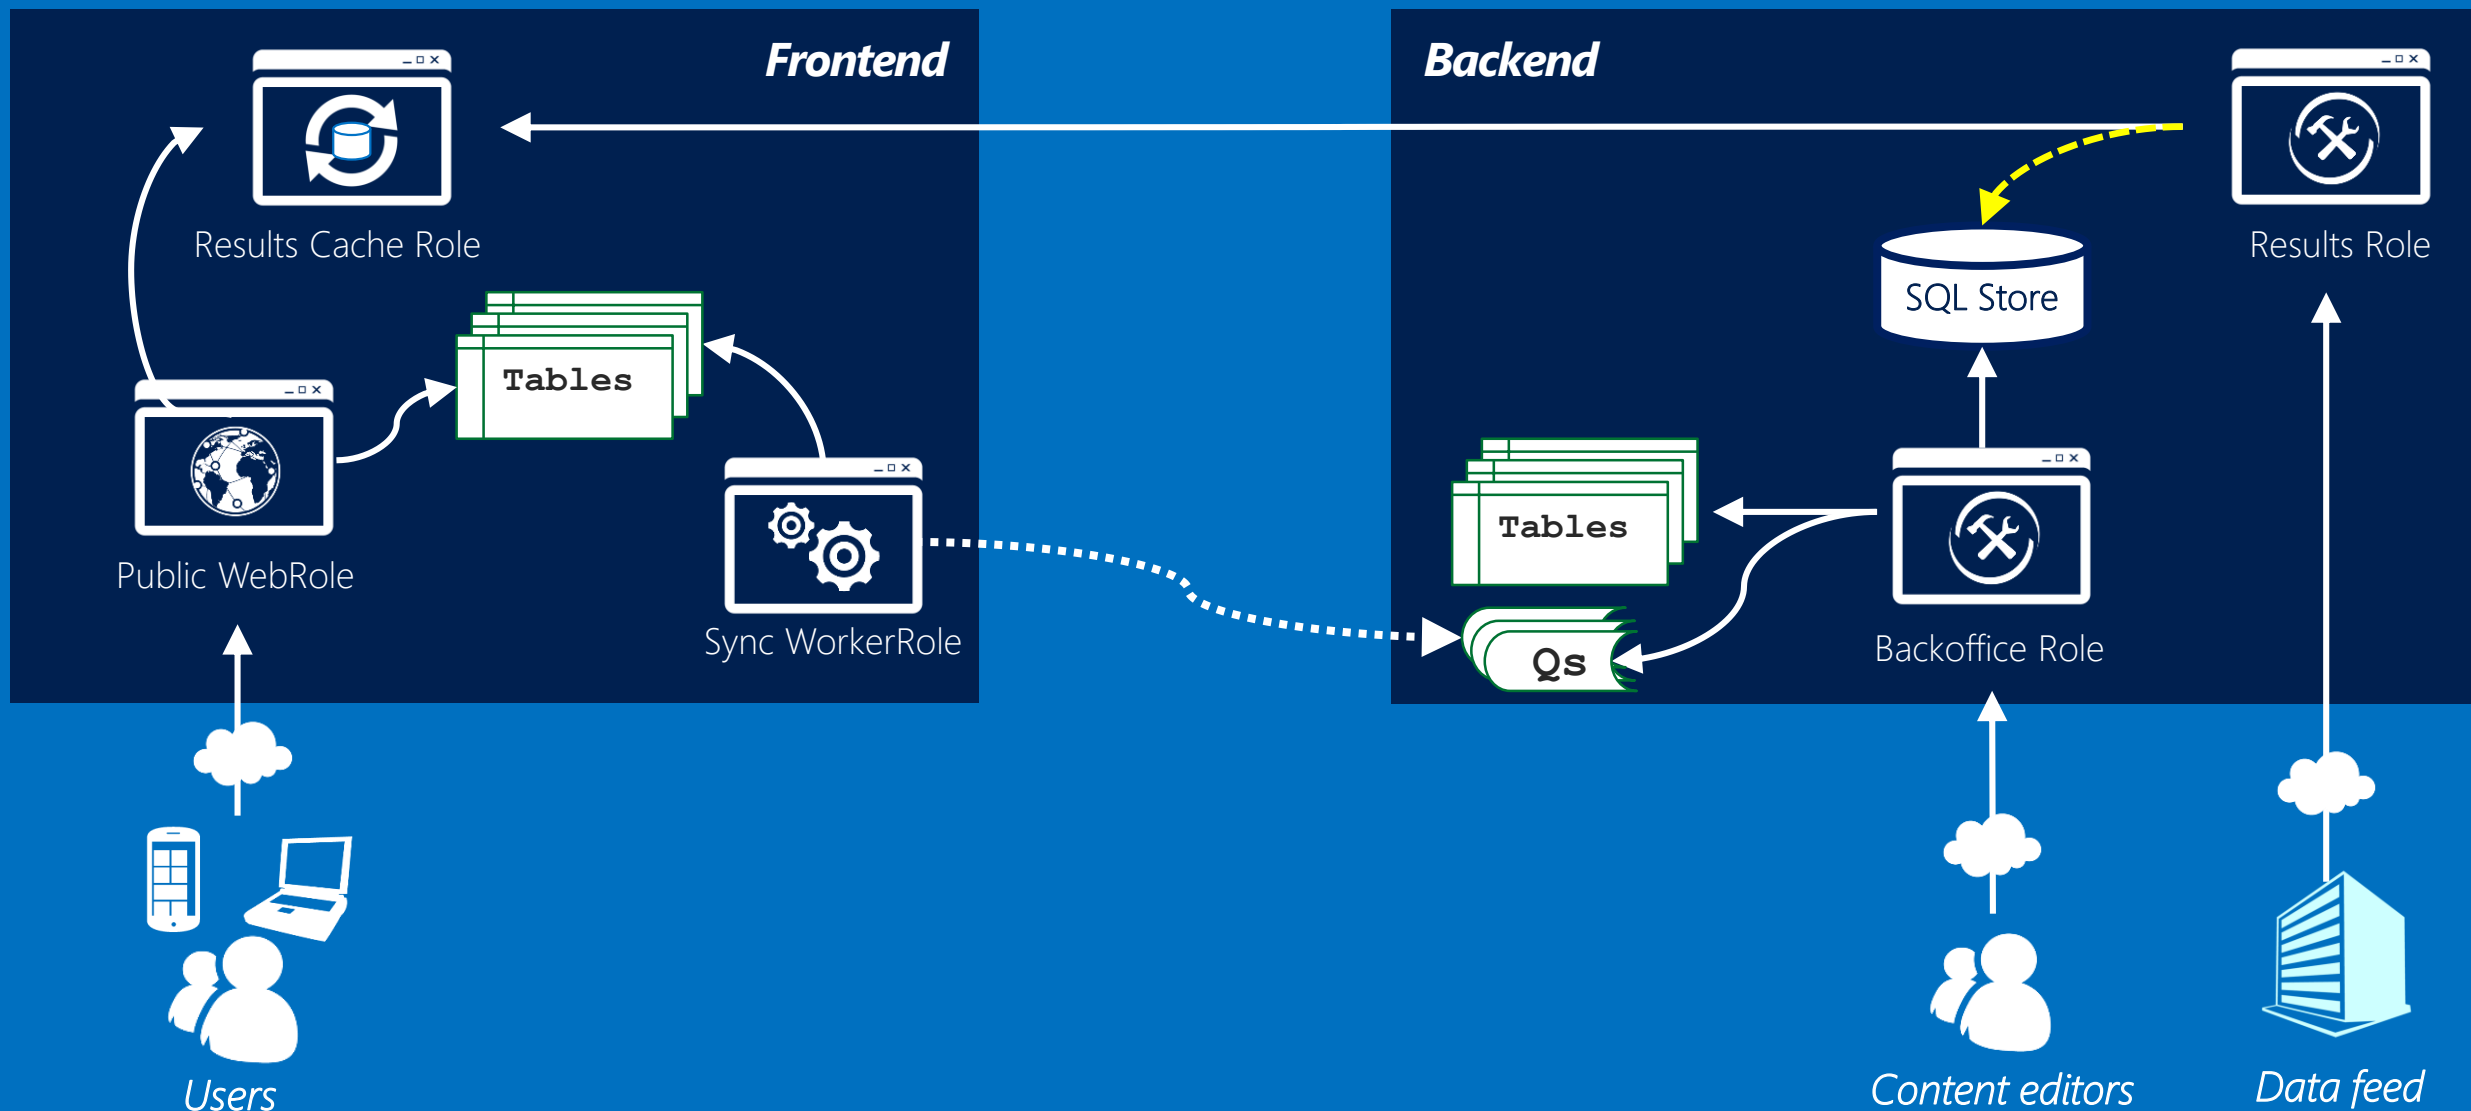 Frontend
Backend
Results Cache Role
Results Role
SQL Store
Tables
Tables
Public WebRole
Sync WorkerRole
Qs
Backoffice Role
Users
Content editors
Data feed